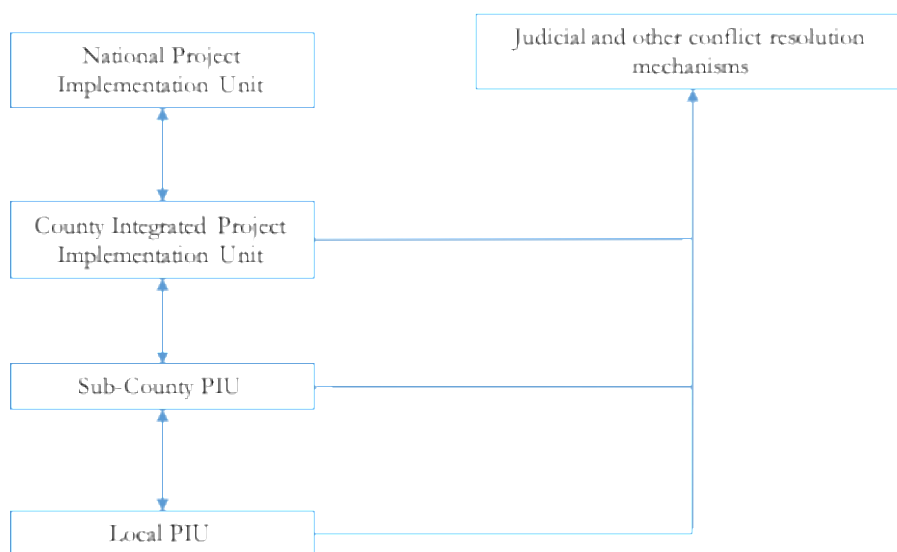 National Project
Implementation Unit
Judicial and other conflict resolution
mechanisms
County Integrated Project
Implementation Unit
Sub-County PIU
Local PIU